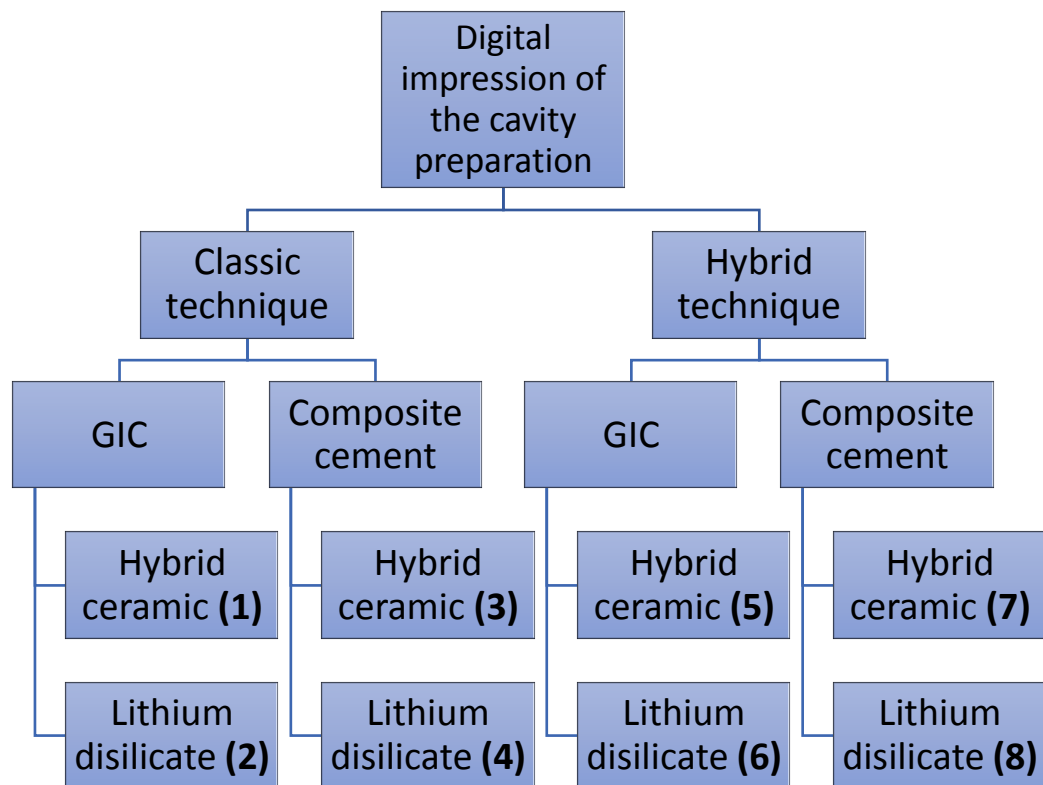 Digital
impression of
the cavity
preparation
Classic
technique
Hybrid
technique
GIC
Composite
cement
GIC
Composite
cement
Hybrid
ceramic (1)
Hybrid
ceramic (3)
Hybrid
ceramic (5)
Hybrid
ceramic (7)
Lithium
disilicate (2)
Lithium
disilicate (4)
Lithium
disilicate (6)
Lithium
disilicate (8)